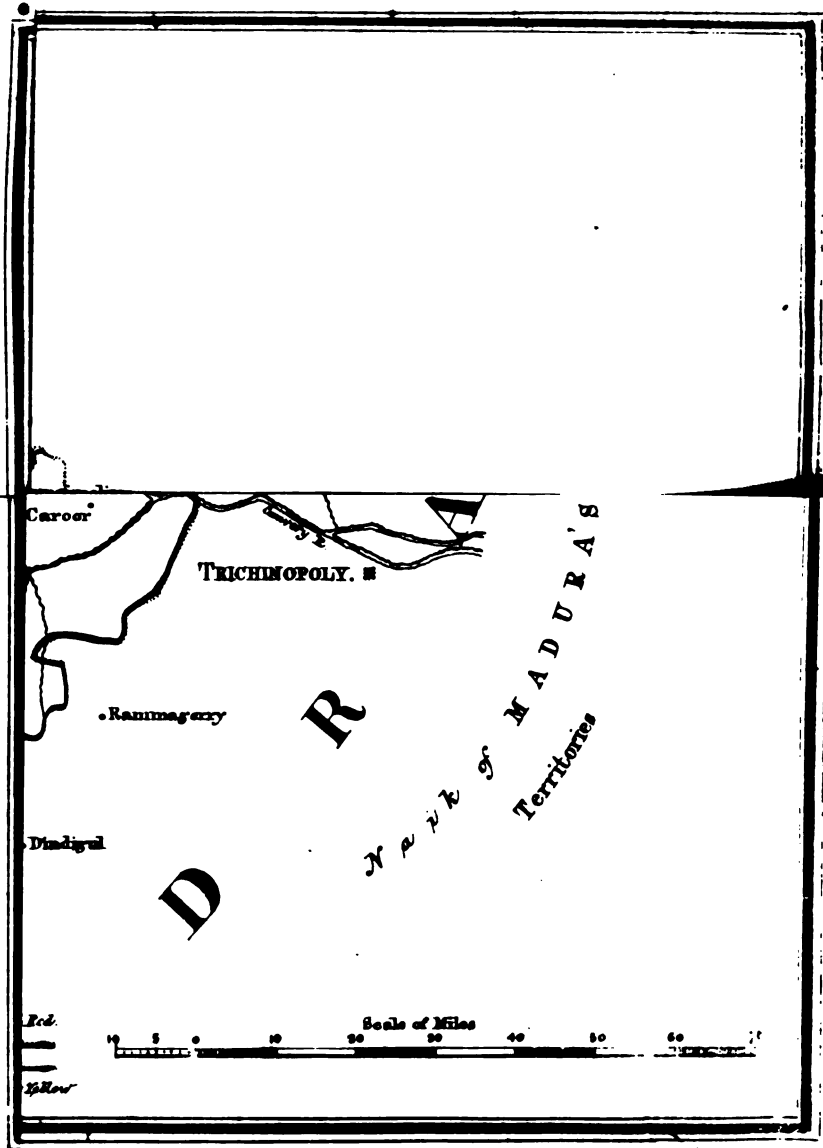 Caroor
TRICHINOPOLY.
Rammagerry
Dindigul
D R A
Naik of MADURA'S
Territories
Red.
Yellow
Scale of Miles
10 5 0 10 20 30 40 50 60